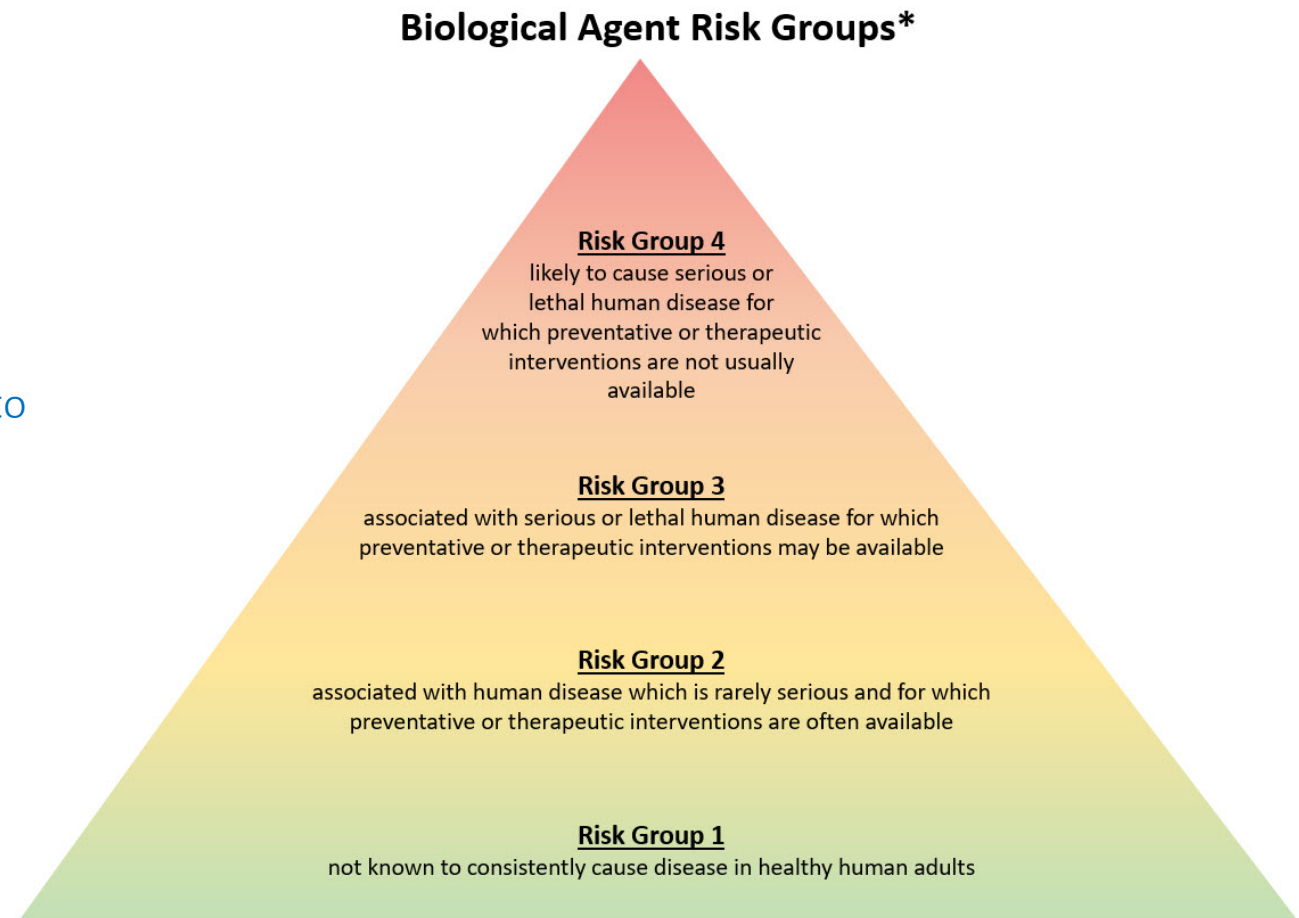 Biological Agent Risk Groups*
Risk Group 4
likely to cause serious or
lethal human disease for
which preventative or therapeutic
interventions are not usually
available
Risk Group 3
associated with serious or lethal human disease for which
preventative or therapeutic interventions may be available
Risk Group 2
associated with human disease which is rarely serious and for which
preventative or therapeutic interventions are often available
Risk Group 1
not known to consistently cause disease in healthy human adults